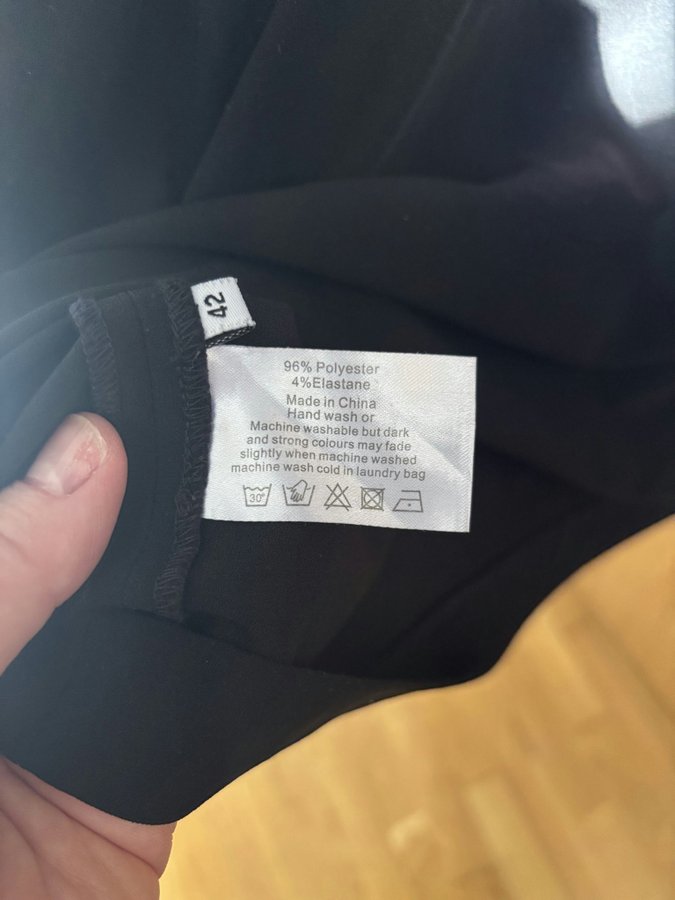 42
96% Polyester
4%Elastane
Made in China
Hand wash or
Machine washable but dark
and strong colours may fade
slightly when machine washed
machine wash cold in laundry bag
30°